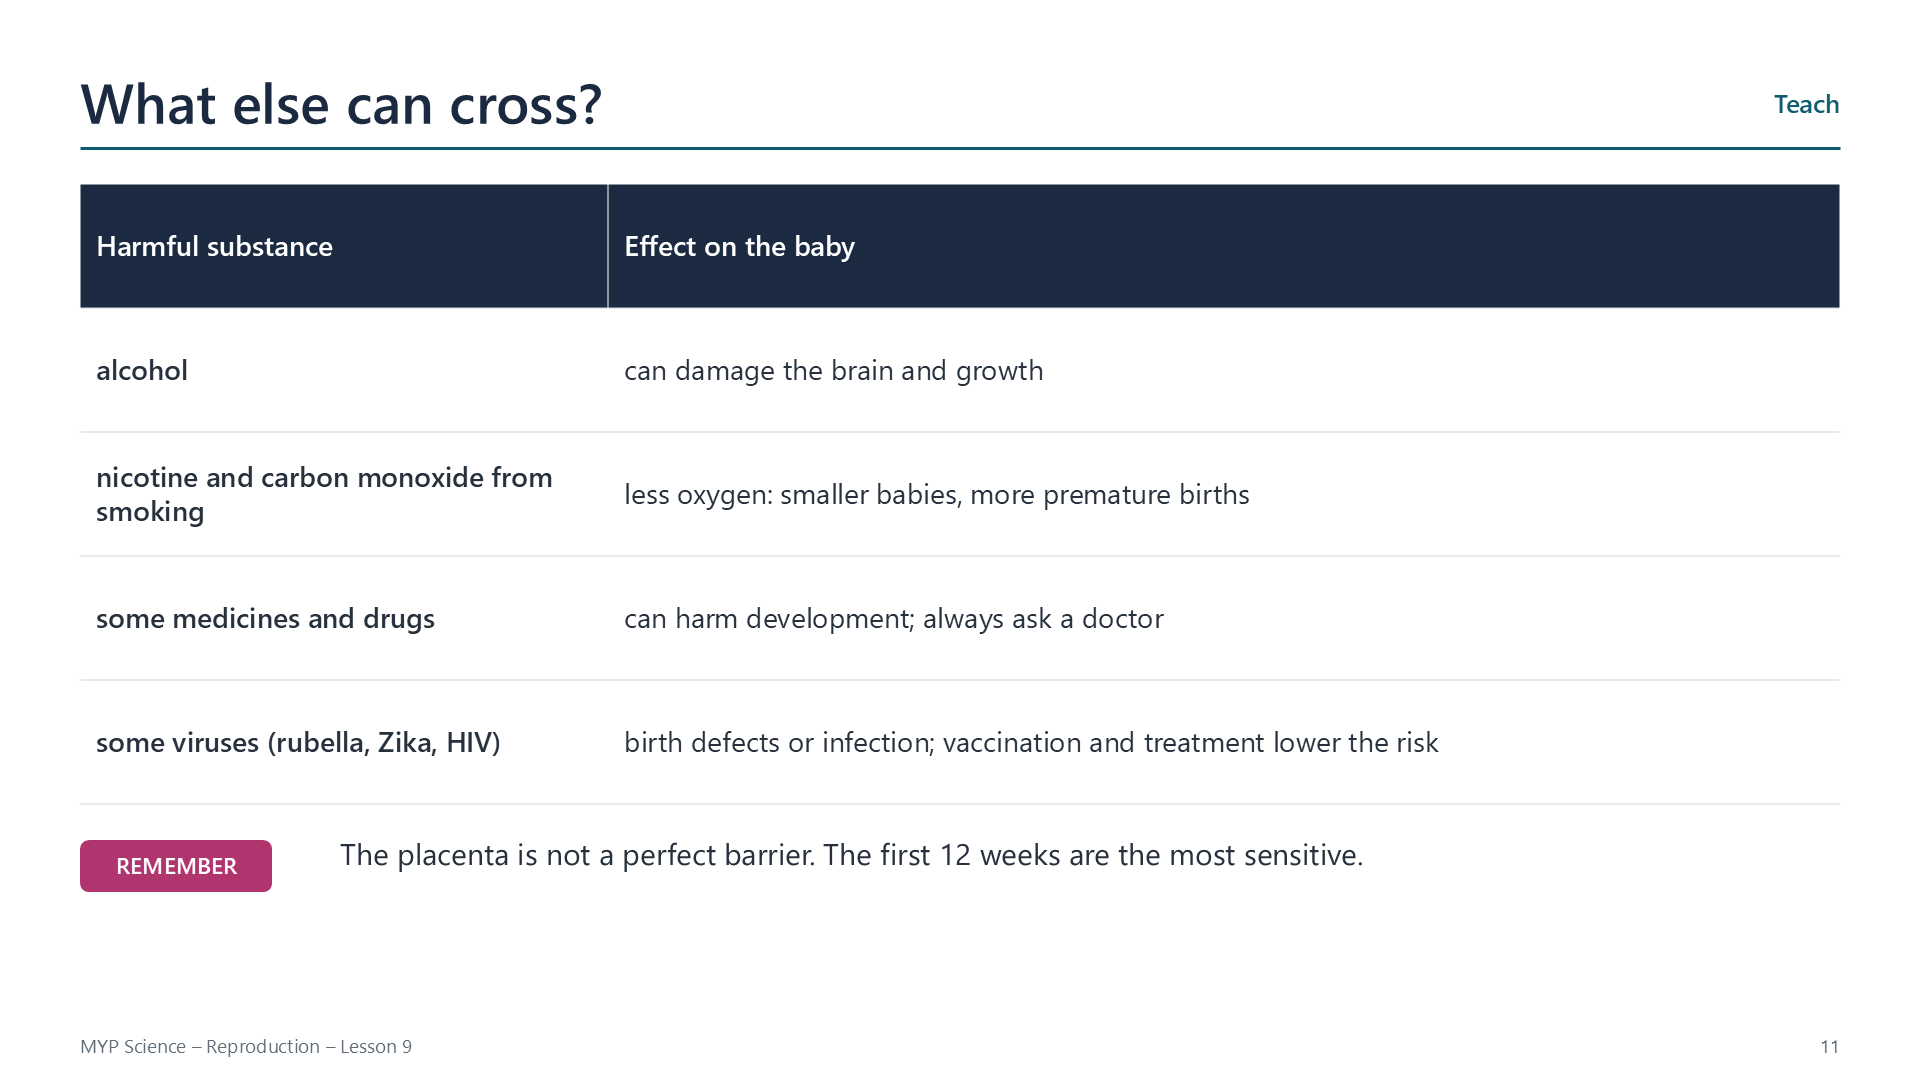 What else can cross?
Teach
Harmful substance
Effect on the baby
alcohol
can damage the brain and growth
nicotine and carbon monoxide from
smoking
less oxygen: smaller babies, more premature births
some medicines and drugs
can harm development; always ask a doctor
some viruses (rubella, Zika, HIV)
birth defects or infection; vaccination and treatment lower the risk
REMEMBER
The placenta is not a perfect barrier. The first 12 weeks are the most sensitive.
MYP Science – Reproduction – Lesson 9
11